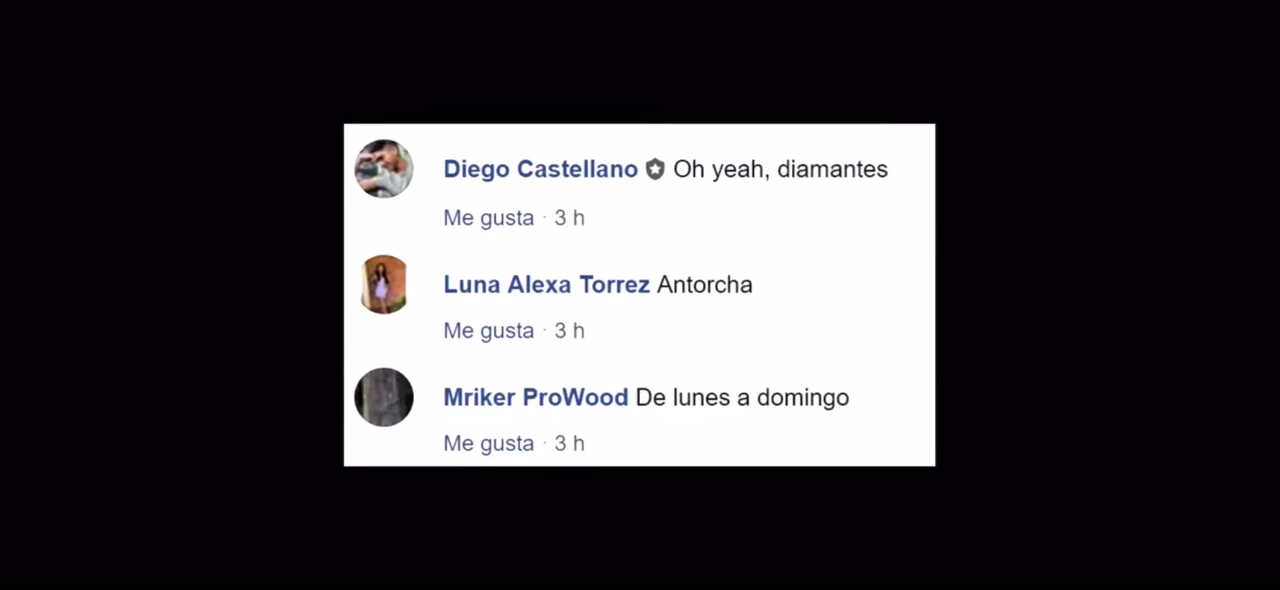 Diego Castellano Oh yeah, diamantes
Me gusta · 3 h
Luna Alexa Torrez Antorcha
Me gusta · 3 h
Mriker ProWood De lunes a domingo
Me gusta · 3 h